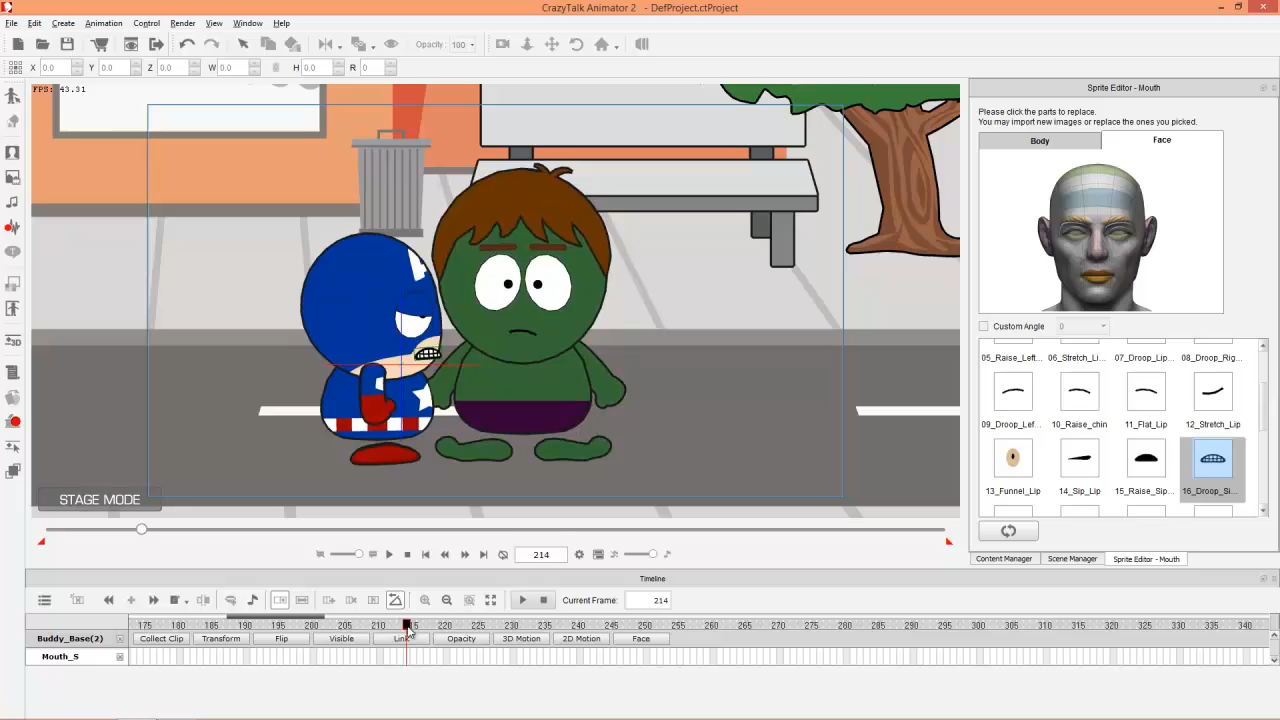 CrazyTalk Animator 2 - DefProject.ctProject
File Edit Create Animation Control Render View Window Help
Opacity : 100
X 0.0 Y 0.0 Z 0.0 W 0.0 H 0.0 R 0
FPS: 43.31
Sprite Editor - Mouth
Please click the parts to replace.
You may import new images or replace the ones you picked.
Body Face
Custom Angle 0
05_Raise_Left... 06_Stretch_Li... 07_Droop_Lip... 08_Droop_Rig...
09_Droop_Lef... 10_Raise_chin 11_Flat_Lip 12_Stretch_Lip
13_Funnel_Lip 14_Sip_Lip 15_Raise_Sip... 16_Droop_Si...
STAGE MODE
214
Content Manager Scene Manager Sprite Editor - Mouth
Timeline
Current Frame: 214
175 180 185 190 195 200 205 210 215 220 225 230 235 240 245 250 255 260 265 270 275 280 285 290 295 300 305 310 315 320 325 330 335 340
Buddy_Base(2) Collect Clip Transform Flip Visible Link Opacity 3D Motion 2D Motion Face
Mouth_S